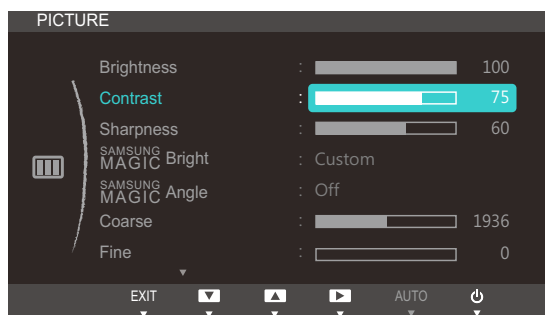 PICTURE
Brightness : 100
Contrast : 75
Sharpness : 60
SAMSUNG MAGIC Bright : Custom
SAMSUNG MAGIC Angle : Off
Coarse : 1936
Fine : 0
EXIT AUTO